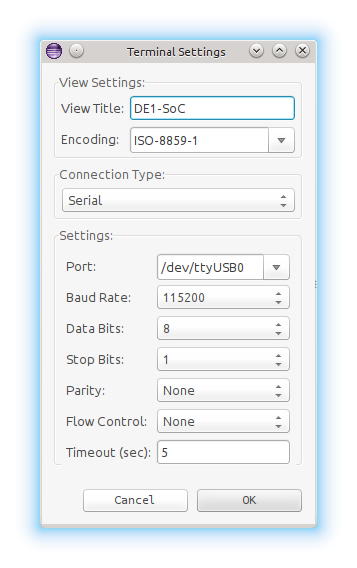 Terminal Settings
View Settings:
View Title: DE1-SoC
Encoding: ISO-8859-1
Connection Type:
Serial
Settings:
Port: /dev/ttyUSB0
Baud Rate: 115200
Data Bits: 8
Stop Bits: 1
Parity: None
Flow Control: None
Timeout (sec): 5
Cancel OK